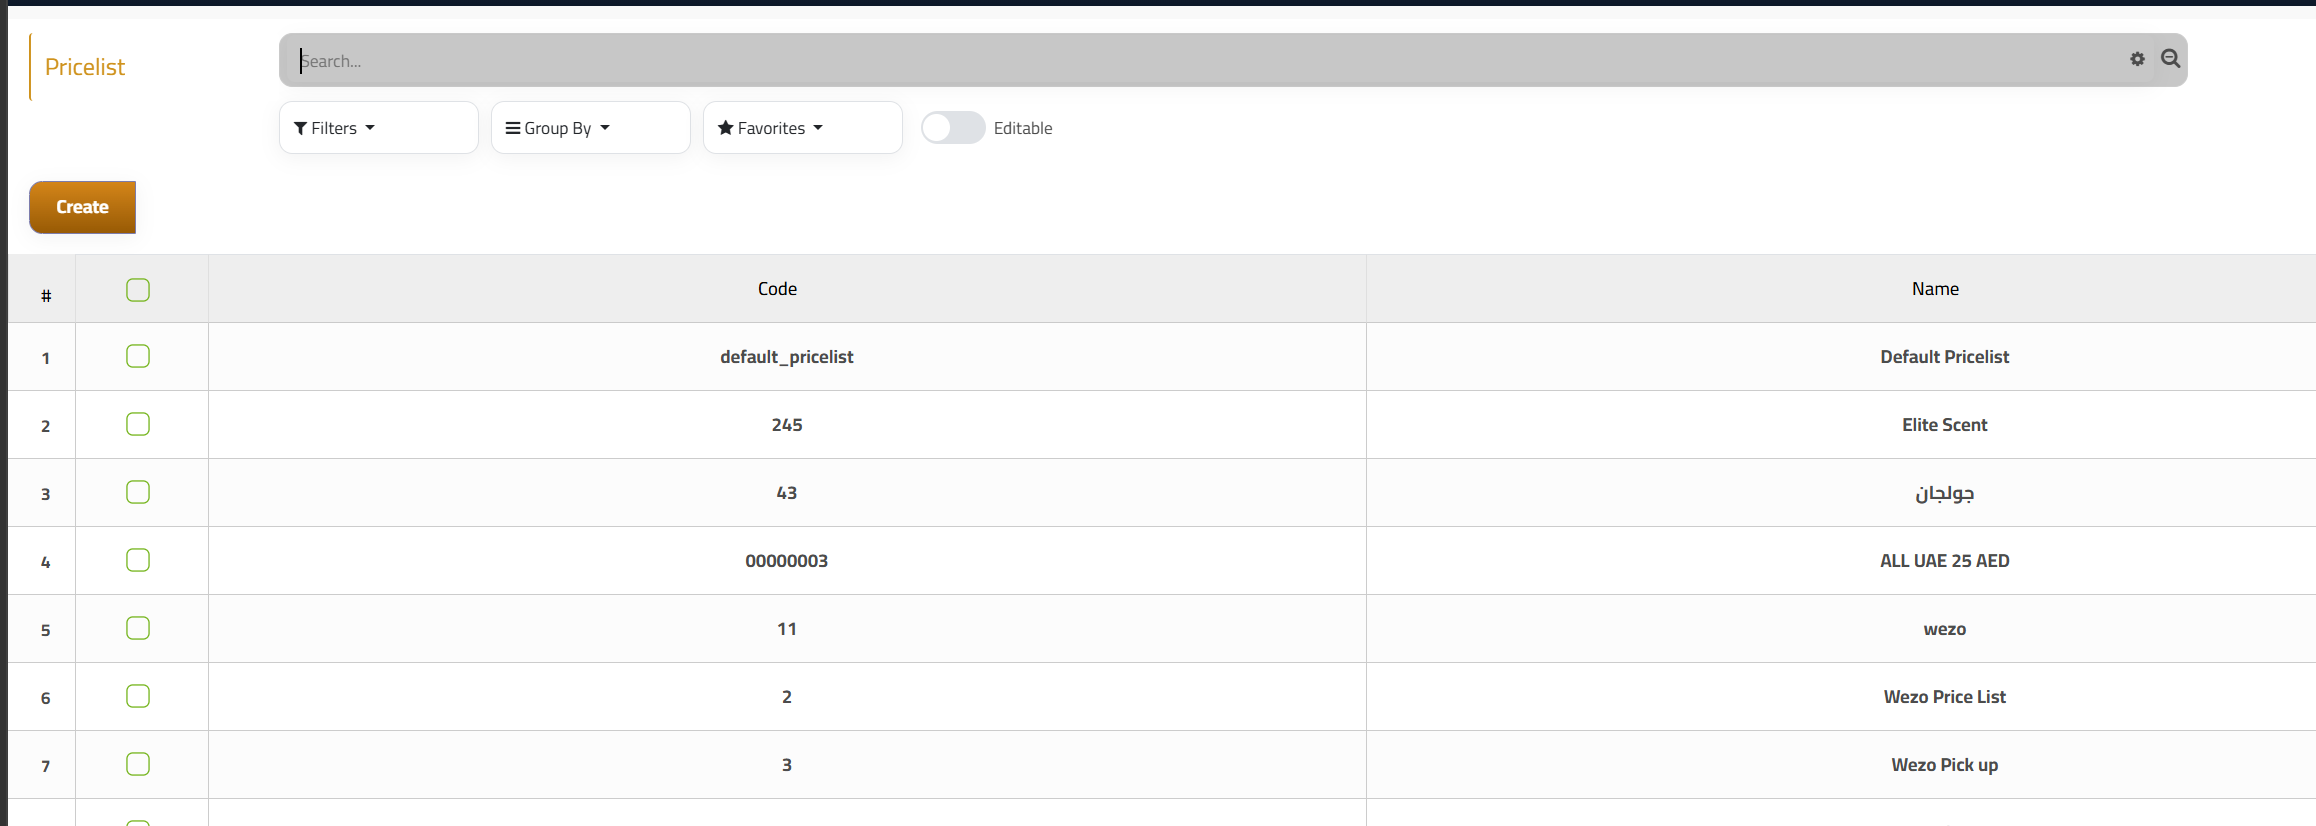 Pricelist
Search...
Filters
Group By
Favorites
Editable
Create
# Code Name
1 default_pricelist Default Pricelist
2 245 Elite Scent
3 43 جولجان
4 00000003 ALL UAE 25 AED
5 11 wezo
6 2 Wezo Price List
7 3 Wezo Pick up